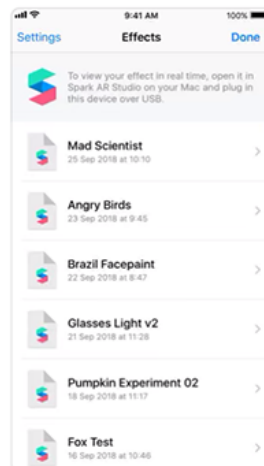 9:41 AM 100%
Settings Effects Done
To view your effect in real time, open it in
Spark AR Studio on your Mac and plug in
this device over USB.
Mad Scientist
25 Sep 2018 at 10:10
Angry Birds
23 Sep 2018 at 9:45
Brazil Facepaint
22 Sep 2018 at 8:47
Glasses Light v2
21 Sep 2018 at 11:28
Pumpkin Experiment 02
18 Sep 2018 at 11:17
Fox Test
16 Sep 2018 at 10:46